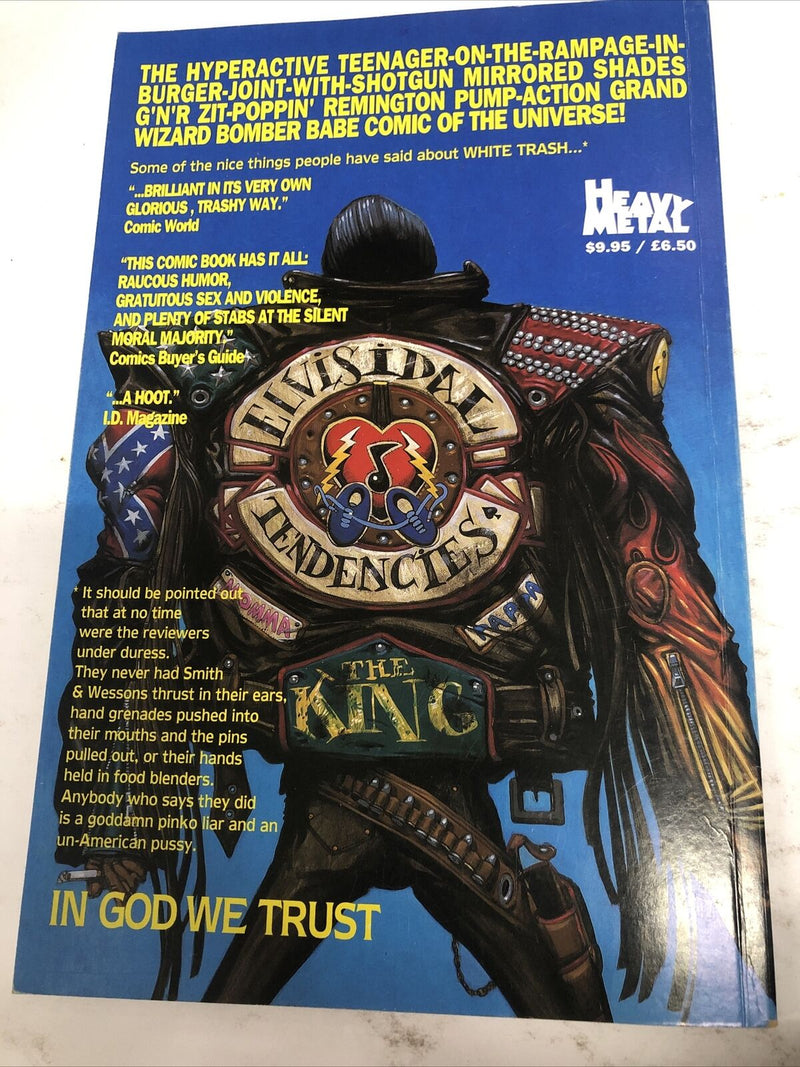 THE HYPERACTIVE TEENAGER-ON-THE-RAMPAGE-IN-
BURGER-JOINT-WITH-SHOTGUN MIRRORED SHADES
G'N'R ZIT-POPPIN' REMINGTON PUMP-ACTION GRAND
WIZARD BOMBER BABE COMIC OF THE UNIVERSE!
Some of the nice things people have said about WHITE TRASH...*
"...BRILLIANT IN ITS VERY OWN
GLORIOUS , TRASHY WAY."
Comic World
HEAVY
METAL
$9.95 / £6.50
"THIS COMIC BOOK HAS IT ALL:
RAUCOUS HUMOR,
GRATUITOUS SEX AND VIOLENCE,
AND PLENTY OF STABS AT THE SILENT
MORAL MAJORITY."
Comics Buyer's Guide
"...A HOOT."
I.D. Magazine
ELVISIDAL
TENDENCIES
MOMMA
MAAM
THE
KING
* It should be pointed out
that at no time
were the reviewers
under duress.
They never had Smith
& Wessons thrust in their ears,
hand grenades pushed into
their mouths and the pins
pulled out, or their hands
held in food blenders.
Anybody who says they did
is a goddamn pinko liar and an
un-American pussy.
IN GOD WE TRUST